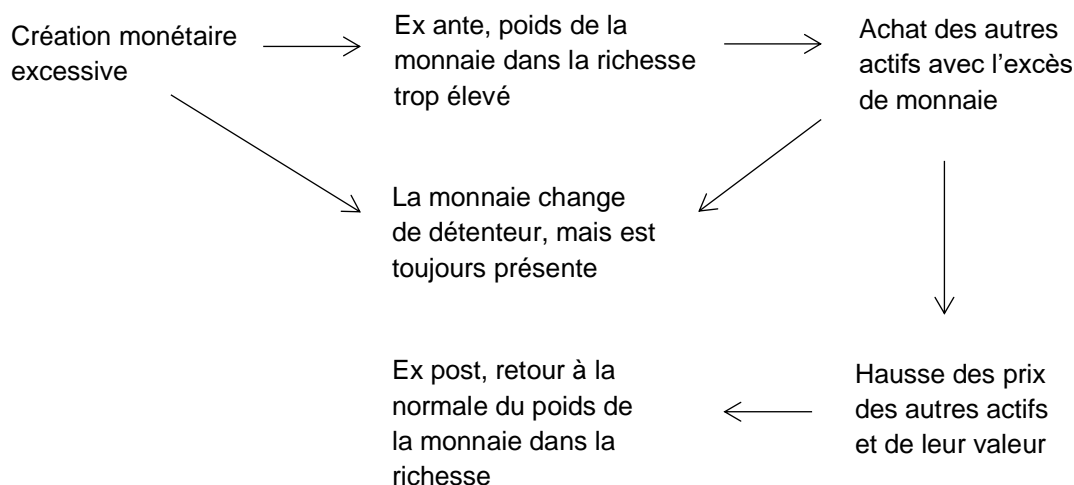 Création monétaire
excessive
Ex ante, poids de la
monnaie dans la richesse
trop élevé
Achat des autres
actifs avec l’excès
de monnaie
La monnaie change
de détenteur, mais est
toujours présente
Ex post, retour à la
normale du poids de
la monnaie dans la
richesse
Hausse des prix
des autres actifs
et de leur valeur